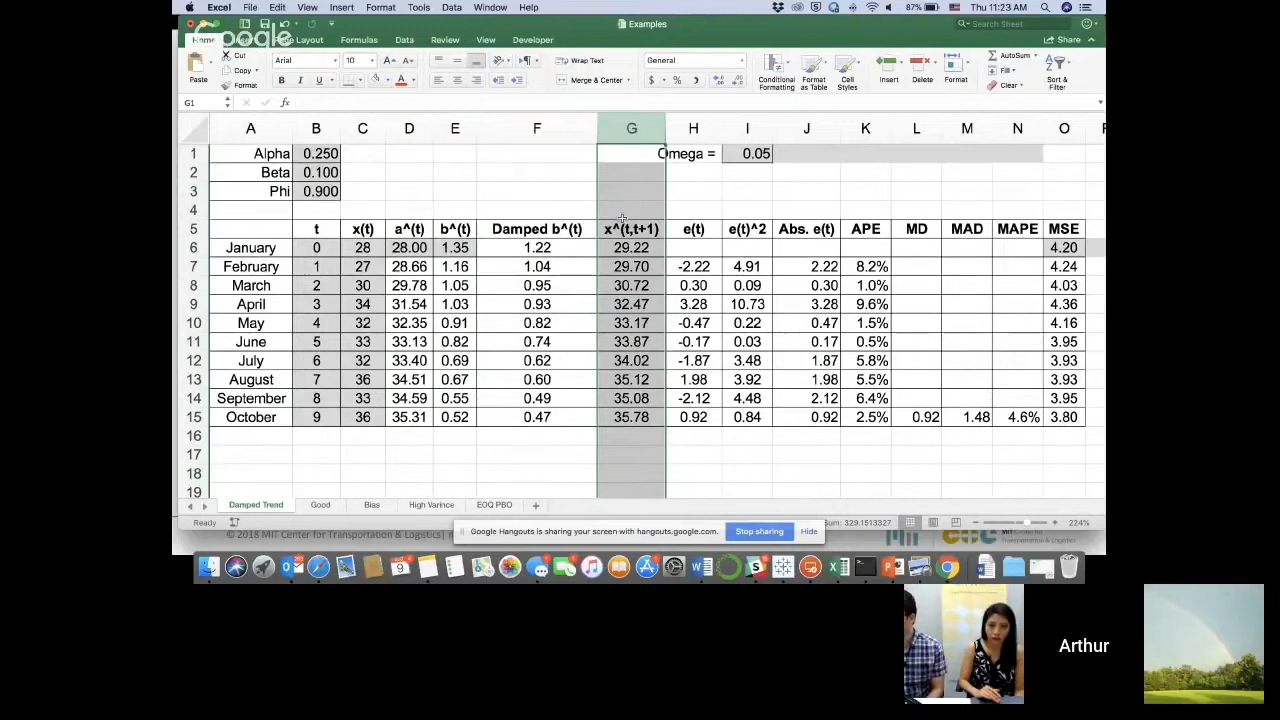 Excel File Edit View Insert Format Tools Data Window Help
87% Thu 11:23 AM
Google
Examples
Search Sheet
Home Page Layout Formulas Data Review View Developer
Share
Paste
Cut
Copy
Format
Arial 10
Wrap Text
Merge & Center
General
Conditional Formatting
Format as Table
Cell Styles
Insert Delete Format
AutoSum
Fill
Clear
Sort & Filter
G1 fx
A B C D E F G H I J K L M N O
1 Alpha 0.250 Omega = 0.05
2 Beta 0.100
3 Phi 0.900
4
5 t x(t) a^(t) b^(t) Damped b^(t) x^(t,t+1) e(t) e(t)^2 Abs. e(t) APE MD MAD MAPE MSE
6 January 0 28 28.00 1.35 1.22 29.22 4.20
7 February 1 27 28.66 1.16 1.04 29.70 -2.22 4.91 2.22 8.2% 4.24
8 March 2 30 29.78 1.05 0.95 30.72 0.30 0.09 0.30 1.0% 4.03
9 April 3 34 31.54 1.03 0.93 32.47 3.28 10.73 3.28 9.6% 4.36
10 May 4 32 32.35 0.91 0.82 33.17 -0.47 0.22 0.47 1.5% 4.16
11 June 5 33 33.13 0.82 0.74 33.87 -0.17 0.03 0.17 0.5% 3.95
12 July 6 32 33.40 0.69 0.62 34.02 -1.87 3.48 1.87 5.8% 3.93
13 August 7 36 34.51 0.67 0.60 35.12 1.98 3.92 1.98 5.5% 3.93
14 September 8 33 34.59 0.55 0.49 35.08 -2.12 4.48 2.12 6.4% 3.95
15 October 9 36 35.31 0.52 0.47 35.78 0.92 0.84 0.92 2.5% 0.92 1.48 4.6% 3.80
16
17
18
19
Damped Trend Good Bias High Varince EOQ PBO
Ready
Google Hangouts is sharing your screen with hangouts.google.com. Stop sharing Hide
Sum: 329.1513327
224%
© 2018 MIT Center for Transportation & Logistics
Arthur